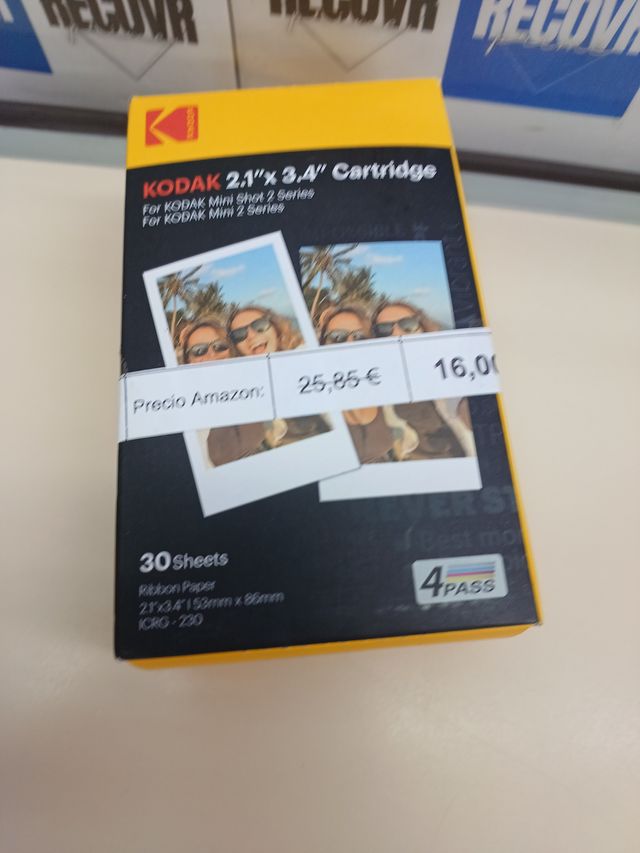 RECOVR
RECOVR
RECOVR
KODAK
KODAK 2.1" x 3.4" Cartridge
For KODAK Mini Shot 2 Series
For KODAK Mini 2 Series
Precio Amazon: 25,85 € 16,00
30 Sheets
Ribbon Paper
2.1"x3.4" | 53mm x 86mm
ICRG - 230
4PASS